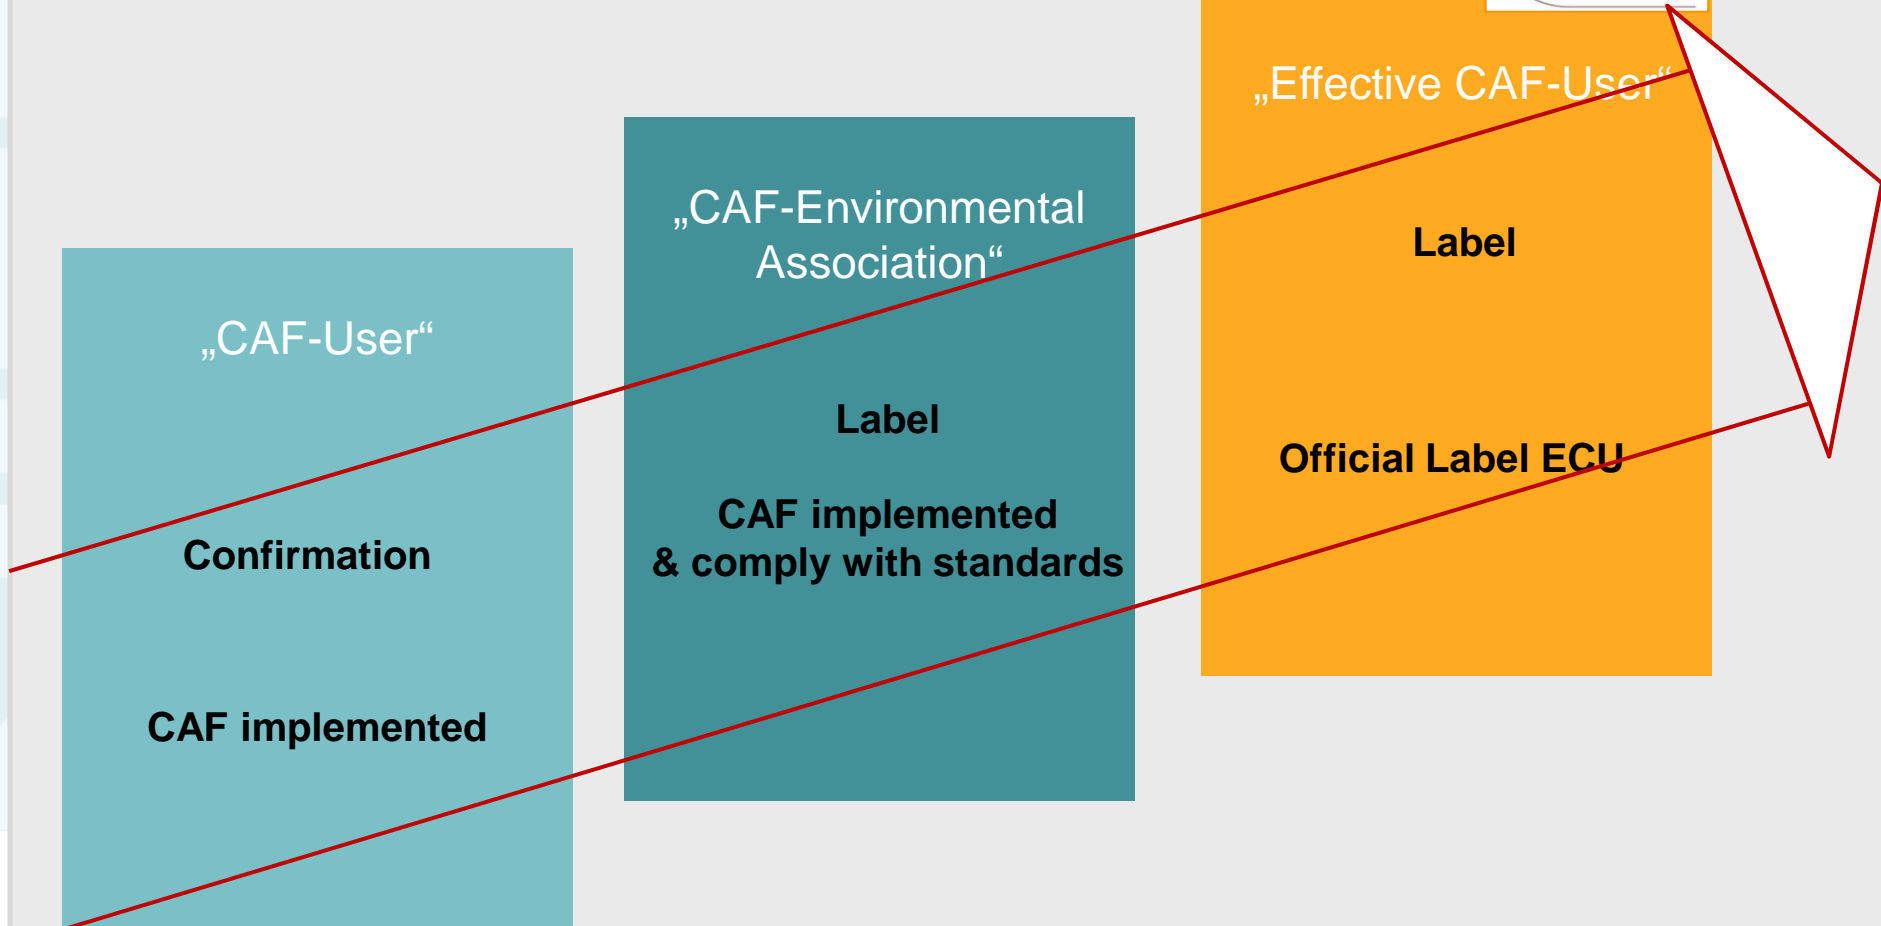 „CAF-User“
Confirmation
CAF implemented
„CAF-Environmental
Association“
Label
CAF implemented
& comply with standards
„Effective CAF-User“
Label
Official Label ECU